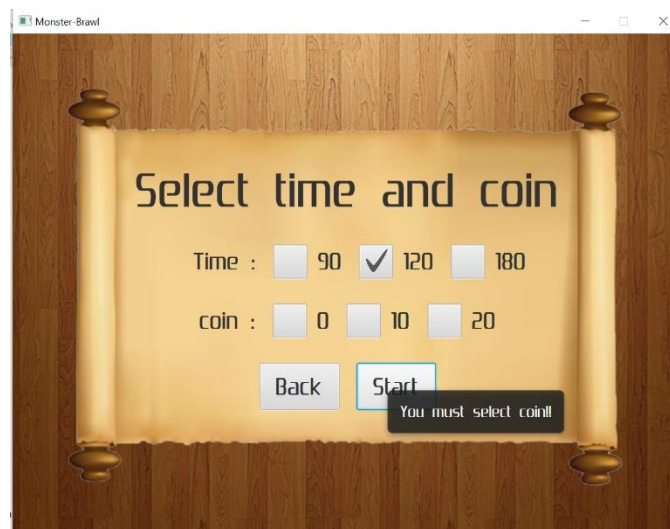 Monster-Brawl
Select time and coin
Time : 90 120 180
coin : 0 10 20
Back Start
You must select coin!!